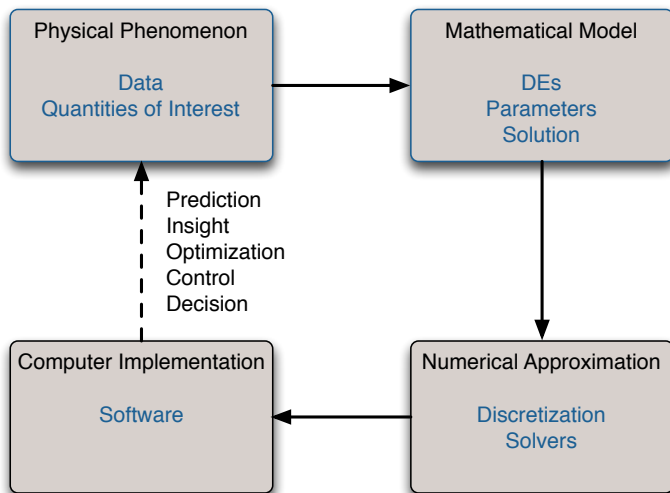 Physical Phenomenon
Data
Quantities of Interest
Mathematical Model
DEs
Parameters
Solution
Prediction
Insight
Optimization
Control
Decision
Computer Implementation
Software
Numerical Approximation
Discretization
Solvers